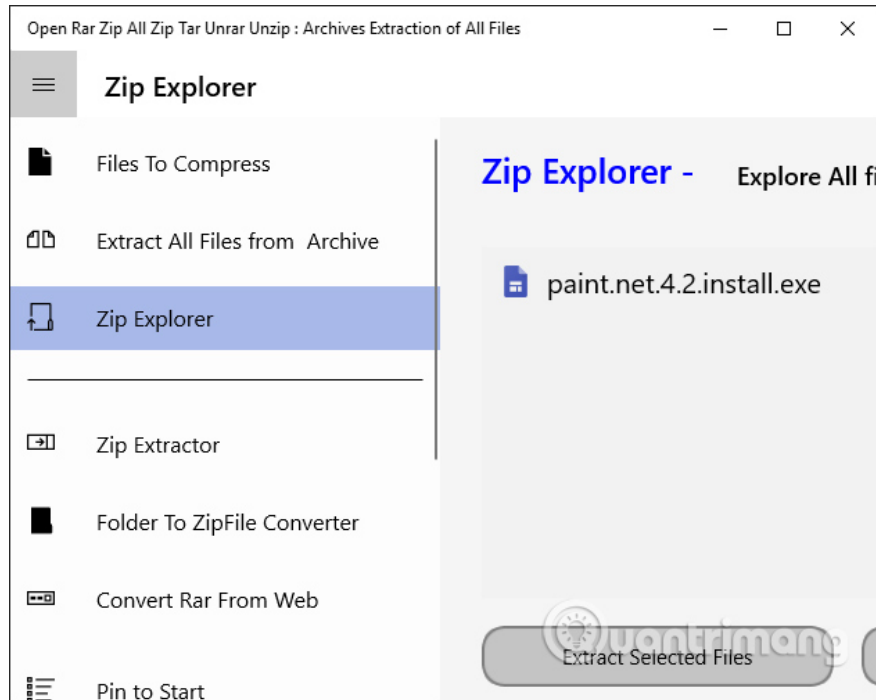 Open Rar Zip All Zip Tar Unrar Unzip : Archives Extraction of All Files
Zip Explorer
Files To Compress
Extract All Files from Archive
Zip Explorer
Zip Extractor
Folder To ZipFile Converter
Convert Rar From Web
Pin to Start
Zip Explorer - Explore All fi
paint.net.4.2.install.exe
Extract Selected Files
Quantrimang